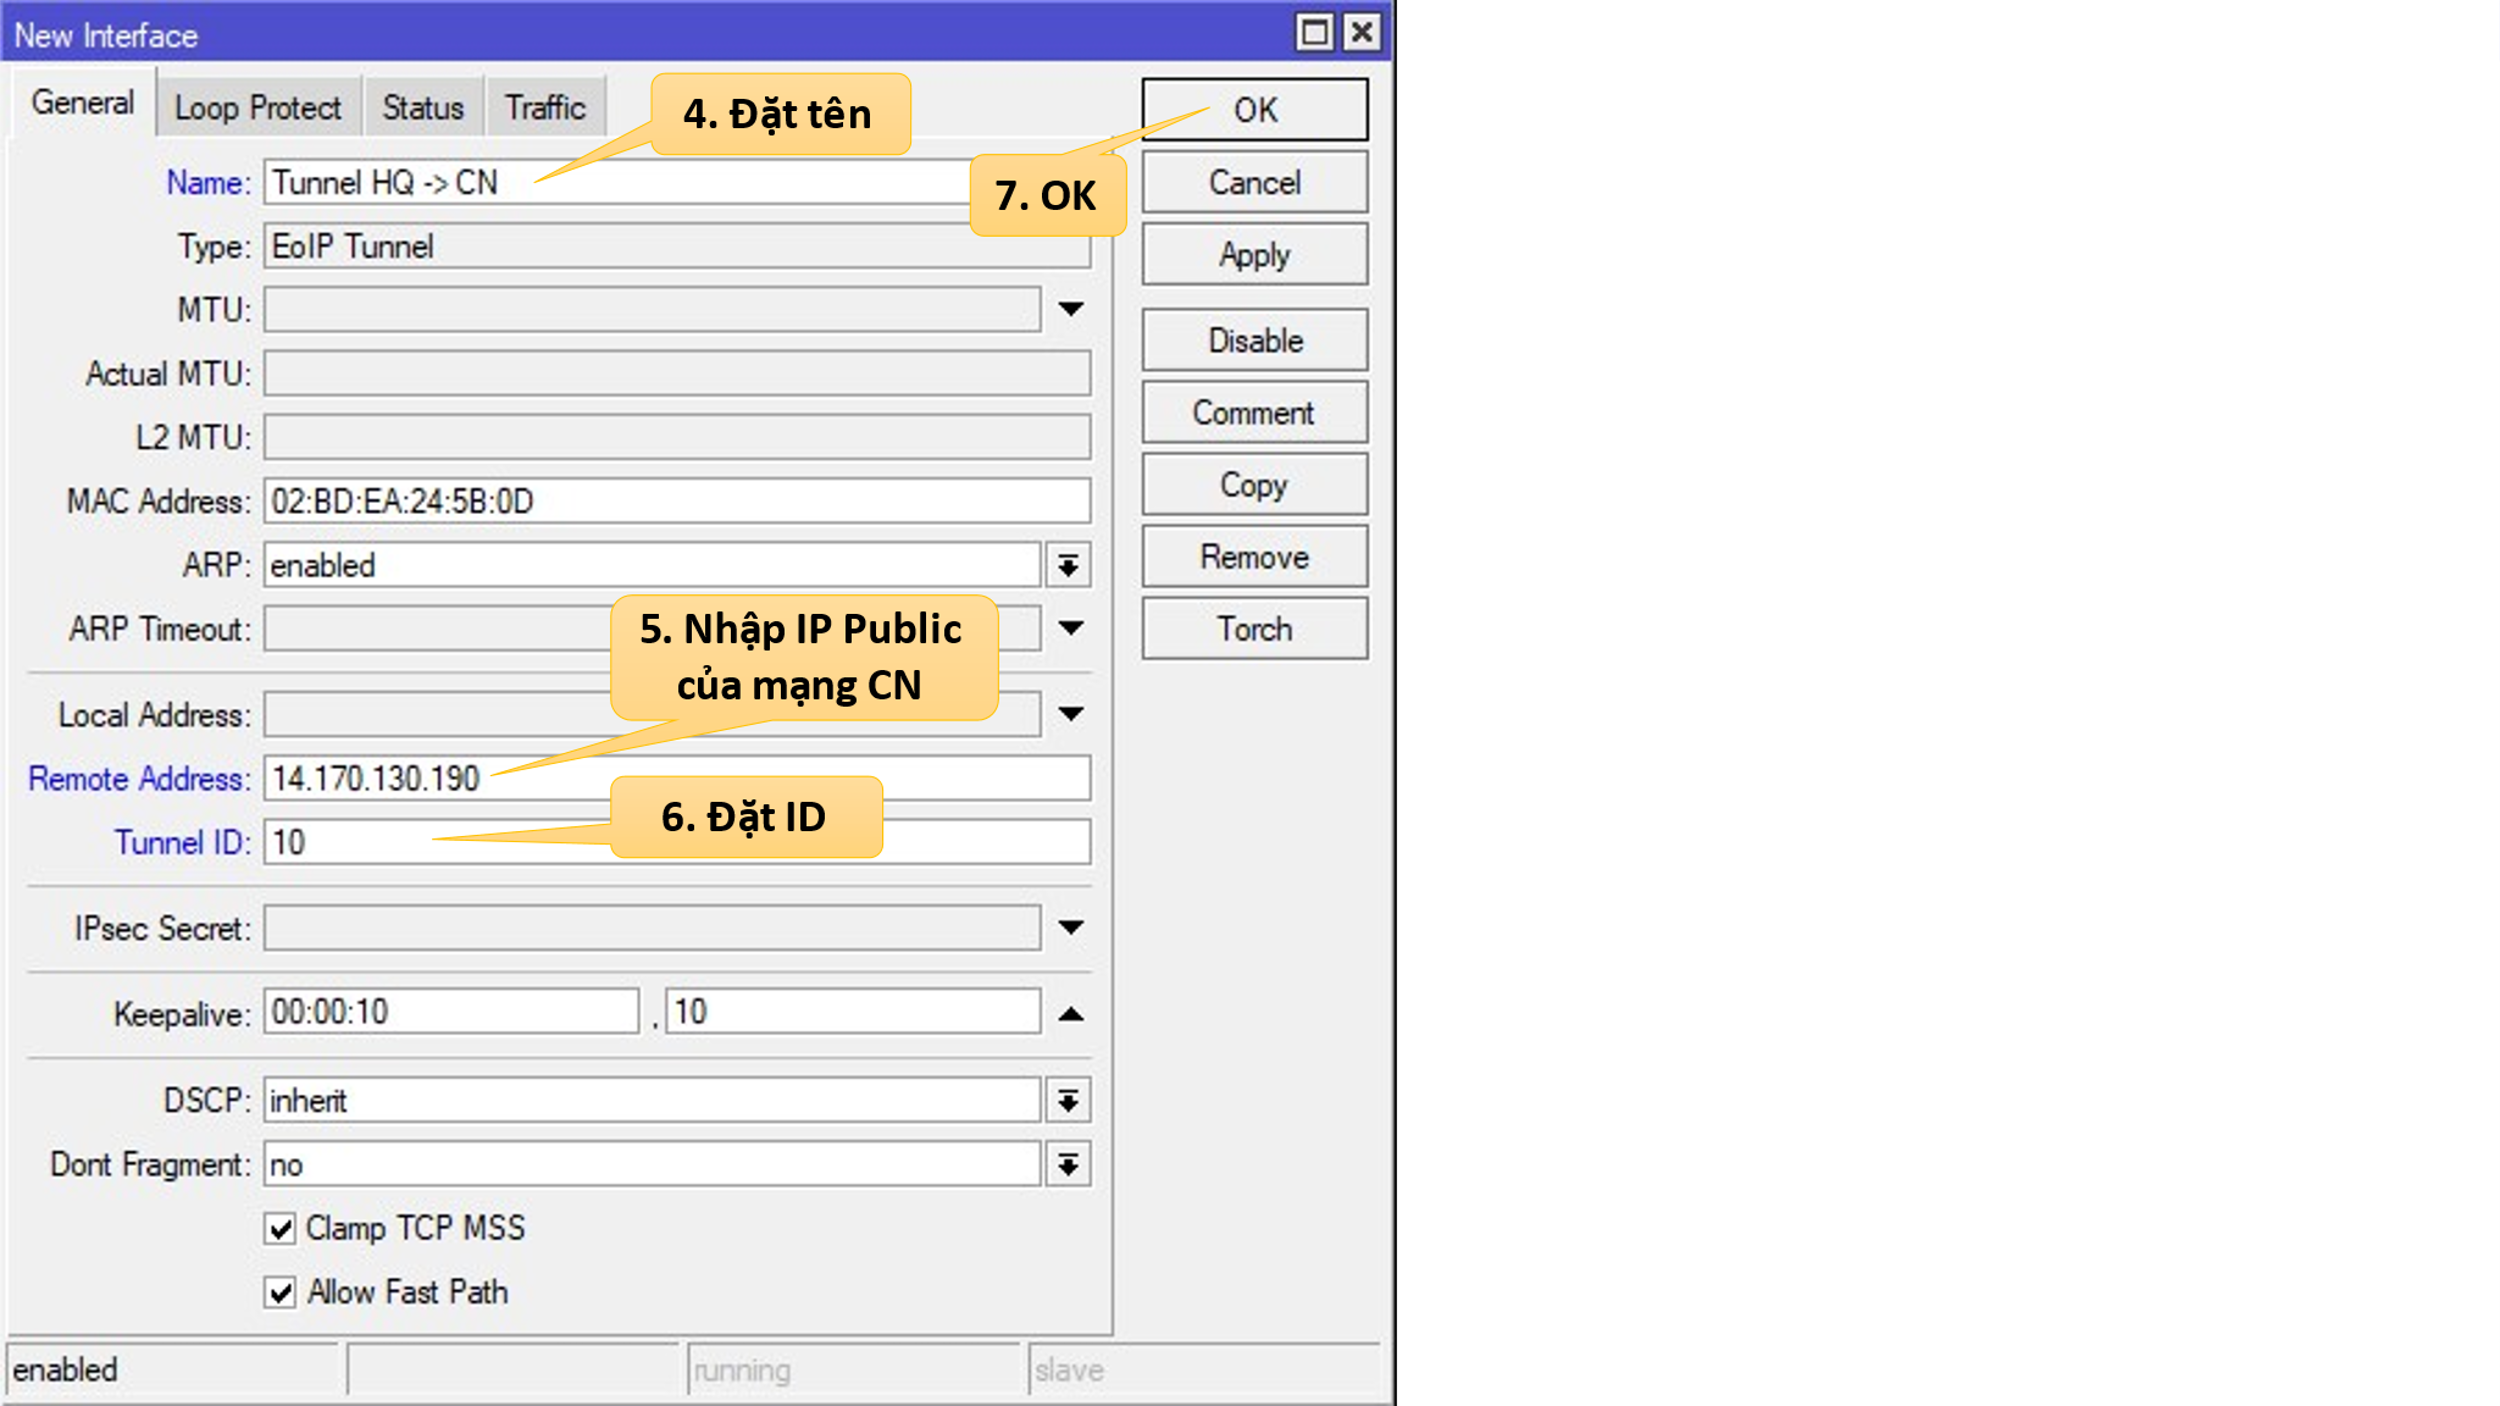 New Interface
General Loop Protect Status Traffic
4. Đặt tên
OK
Name: Tunnel HQ -> CN
7. OK
Cancel
Type: EoIP Tunnel
Apply
MTU:
Disable
Actual MTU:
Comment
L2 MTU:
Copy
MAC Address: 02:BD:EA:24:5B:0D
Remove
ARP: enabled
Torch
ARP Timeout:
5. Nhập IP Public
của mạng CN
Local Address:
Remote Address: 14.170.130.190
6. Đặt ID
Tunnel ID: 10
IPsec Secret:
Keepalive: 00:00:10 , 10
DSCP: inherit
Dont Fragment: no
Clamp TCP MSS
Allow Fast Path
enabled running slave